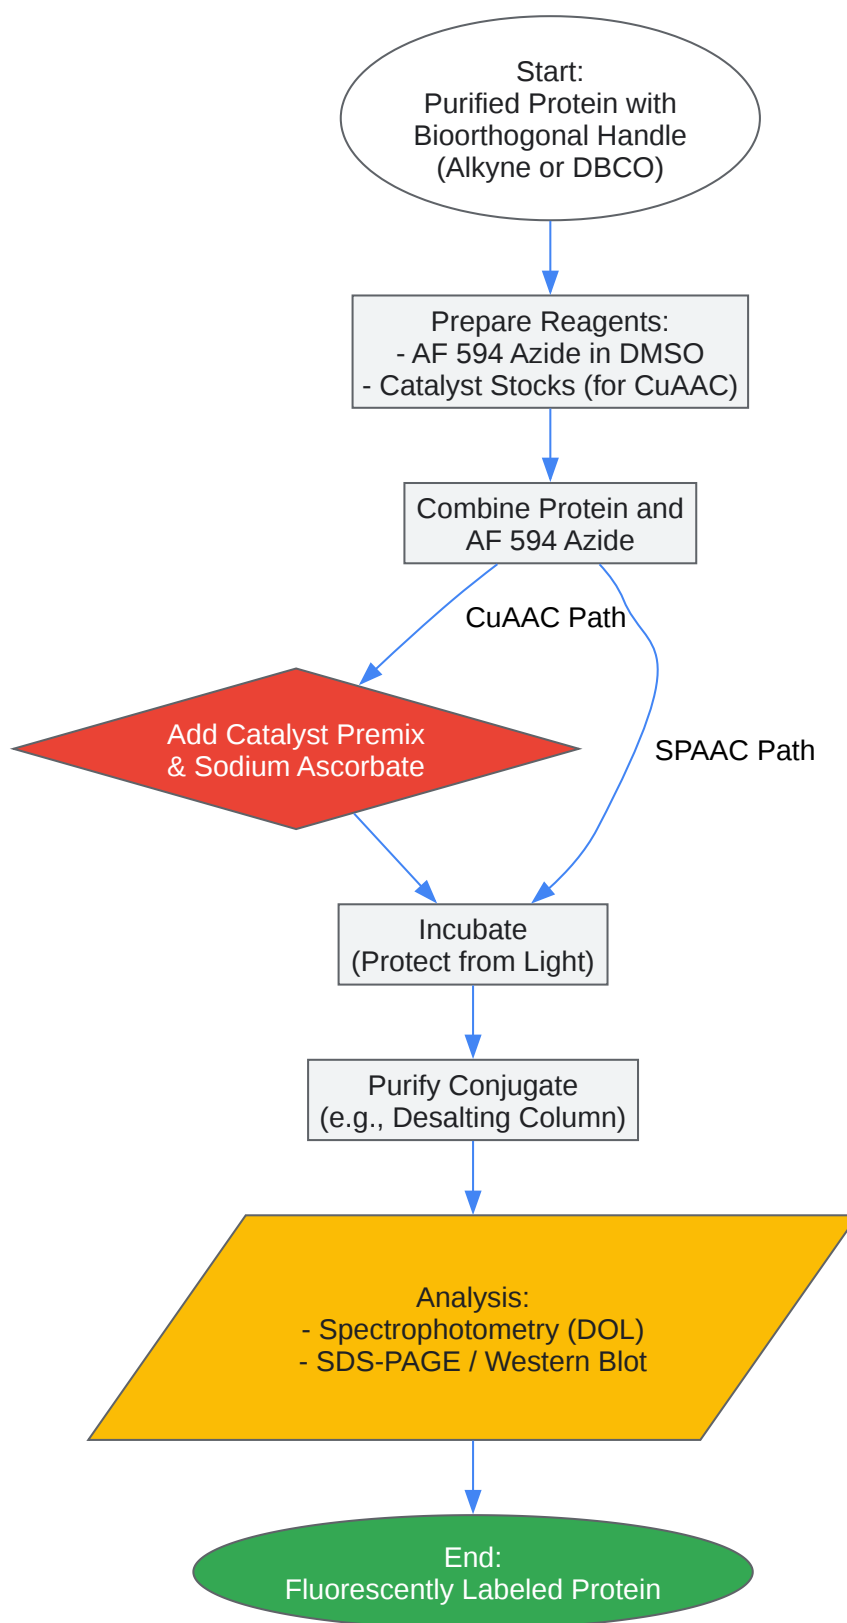 Start:
Purified Protein with
Bioorthogonal Handle
(Alkyne or DBCO)
Prepare Reagents:
- AF 594 Azide in DMSO
- Catalyst Stocks (for CuAAC)
Combine Protein and
AF 594 Azide
CuAAC Path
Add Catalyst Premix
& Sodium Ascorbate
SPAAC Path
Incubate
(Protect from Light)
Purify Conjugate
(e.g., Desalting Column)
Analysis:
- Spectrophotometry (DOL)
- SDS-PAGE / Western Blot
End:
Fluorescently Labeled Protein